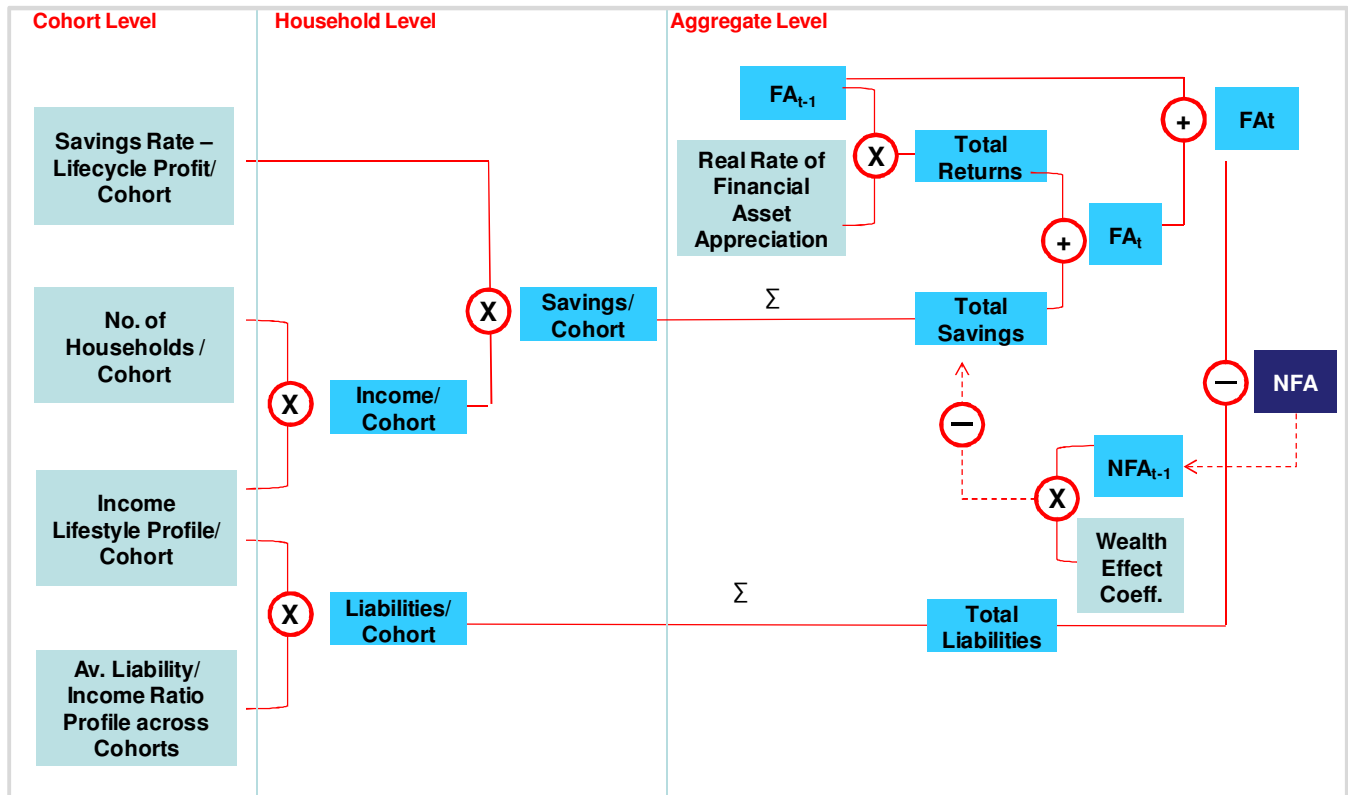 Cohort Level
Household Level
Aggregate Level
Savings Rate –
Lifecycle Profit/
Cohort
No. of
Households /
Cohort
Income
Lifestyle Profile/
Cohort
Av. Liability/
Income Ratio
Profile across
Cohorts
X
Income/
Cohort
X
Liabilities/
Cohort
X
Savings/
Cohort
Σ
Σ
FAt-1
Real Rate of
Financial
Asset
Appreciation
X
Total
Returns
+
FAt
+
FAt
Total
Savings
–
NFA
–
NFAt-1
X
Wealth
Effect
Coeff.
Total
Liabilities